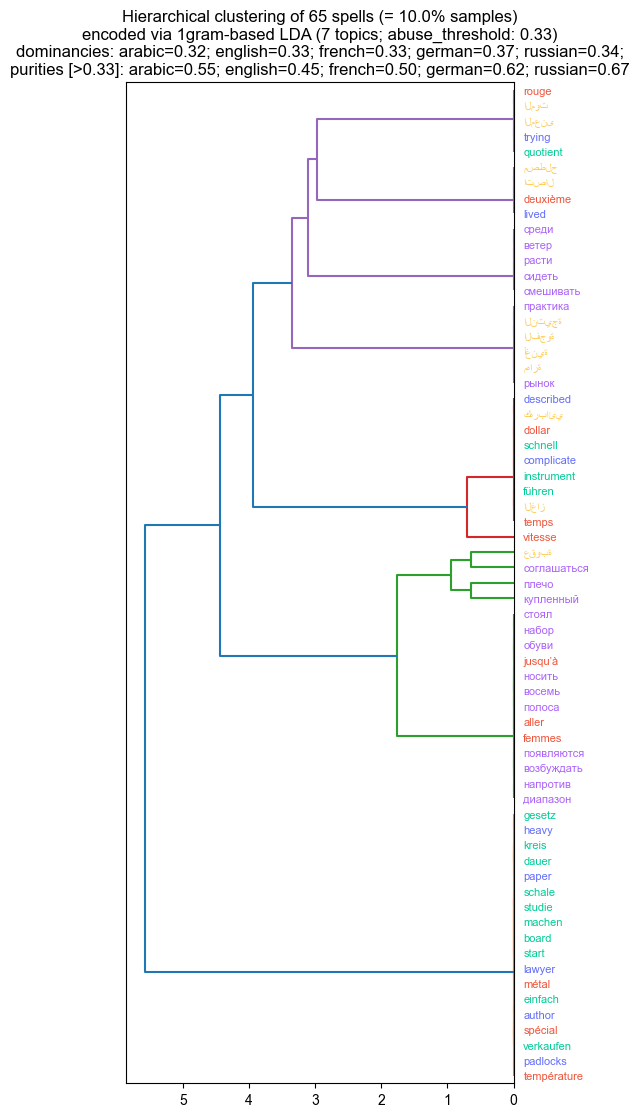 Hierarchical clustering of 65 spells (= 10.0% samples)
encoded via 1gram-based LDA (7 topics; abuse_threshold: 0.33)
dominancies: arabic=0.32; english=0.33; french=0.33; german=0.37; russian=0.34;
purities [>0.33]: arabic=0.55; english=0.45; french=0.50; german=0.62; russian=0.67
rouge
الموت
المعنى
trying
quotient
مصطلح
اتصال
deuxième
lived
среди
ветер
расти
сидеть
смешивать
практика
النتيجة
الفجوة
أغنية
مارة
рынок
described
كهربائي
dollar
schnell
complicate
instrument
führen
الغاز
temps
vitesse
عقوبة
соглашаться
плечо
купленный
стоял
набор
обуви
jusqu'à
носить
восемь
полоса
aller
femmes
появляются
возбуждать
напротив
диапазон
gesetz
heavy
kreis
dauer
paper
schale
studie
machen
board
start
lawyer
métal
einfach
author
spécial
verkaufen
padlocks
température
5 4 3 2 1 0